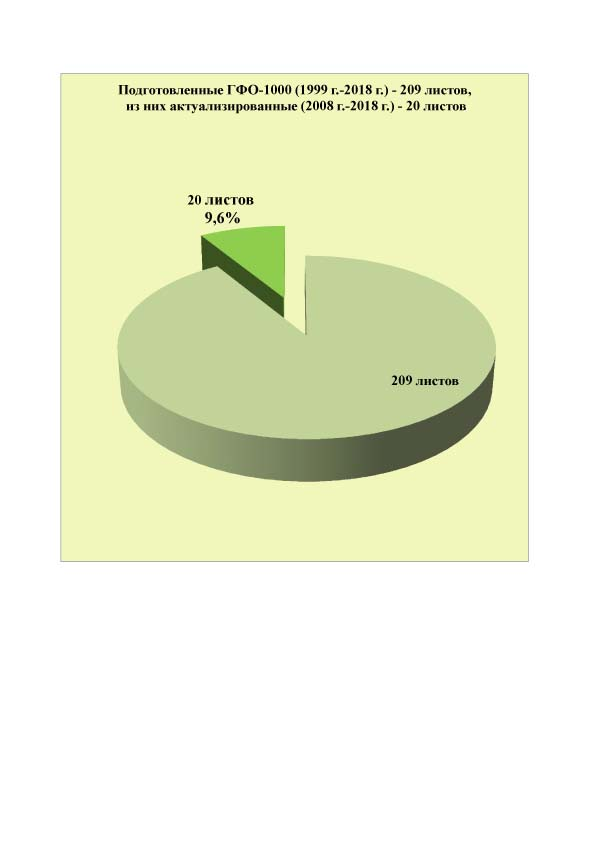 Подготовленные ГФО-1000 (1999 г.-2018 г.) - 209 листов,
из них актуализированные (2008 г.-2018 г.) - 20 листов
20 листов
9,6%
209 листов